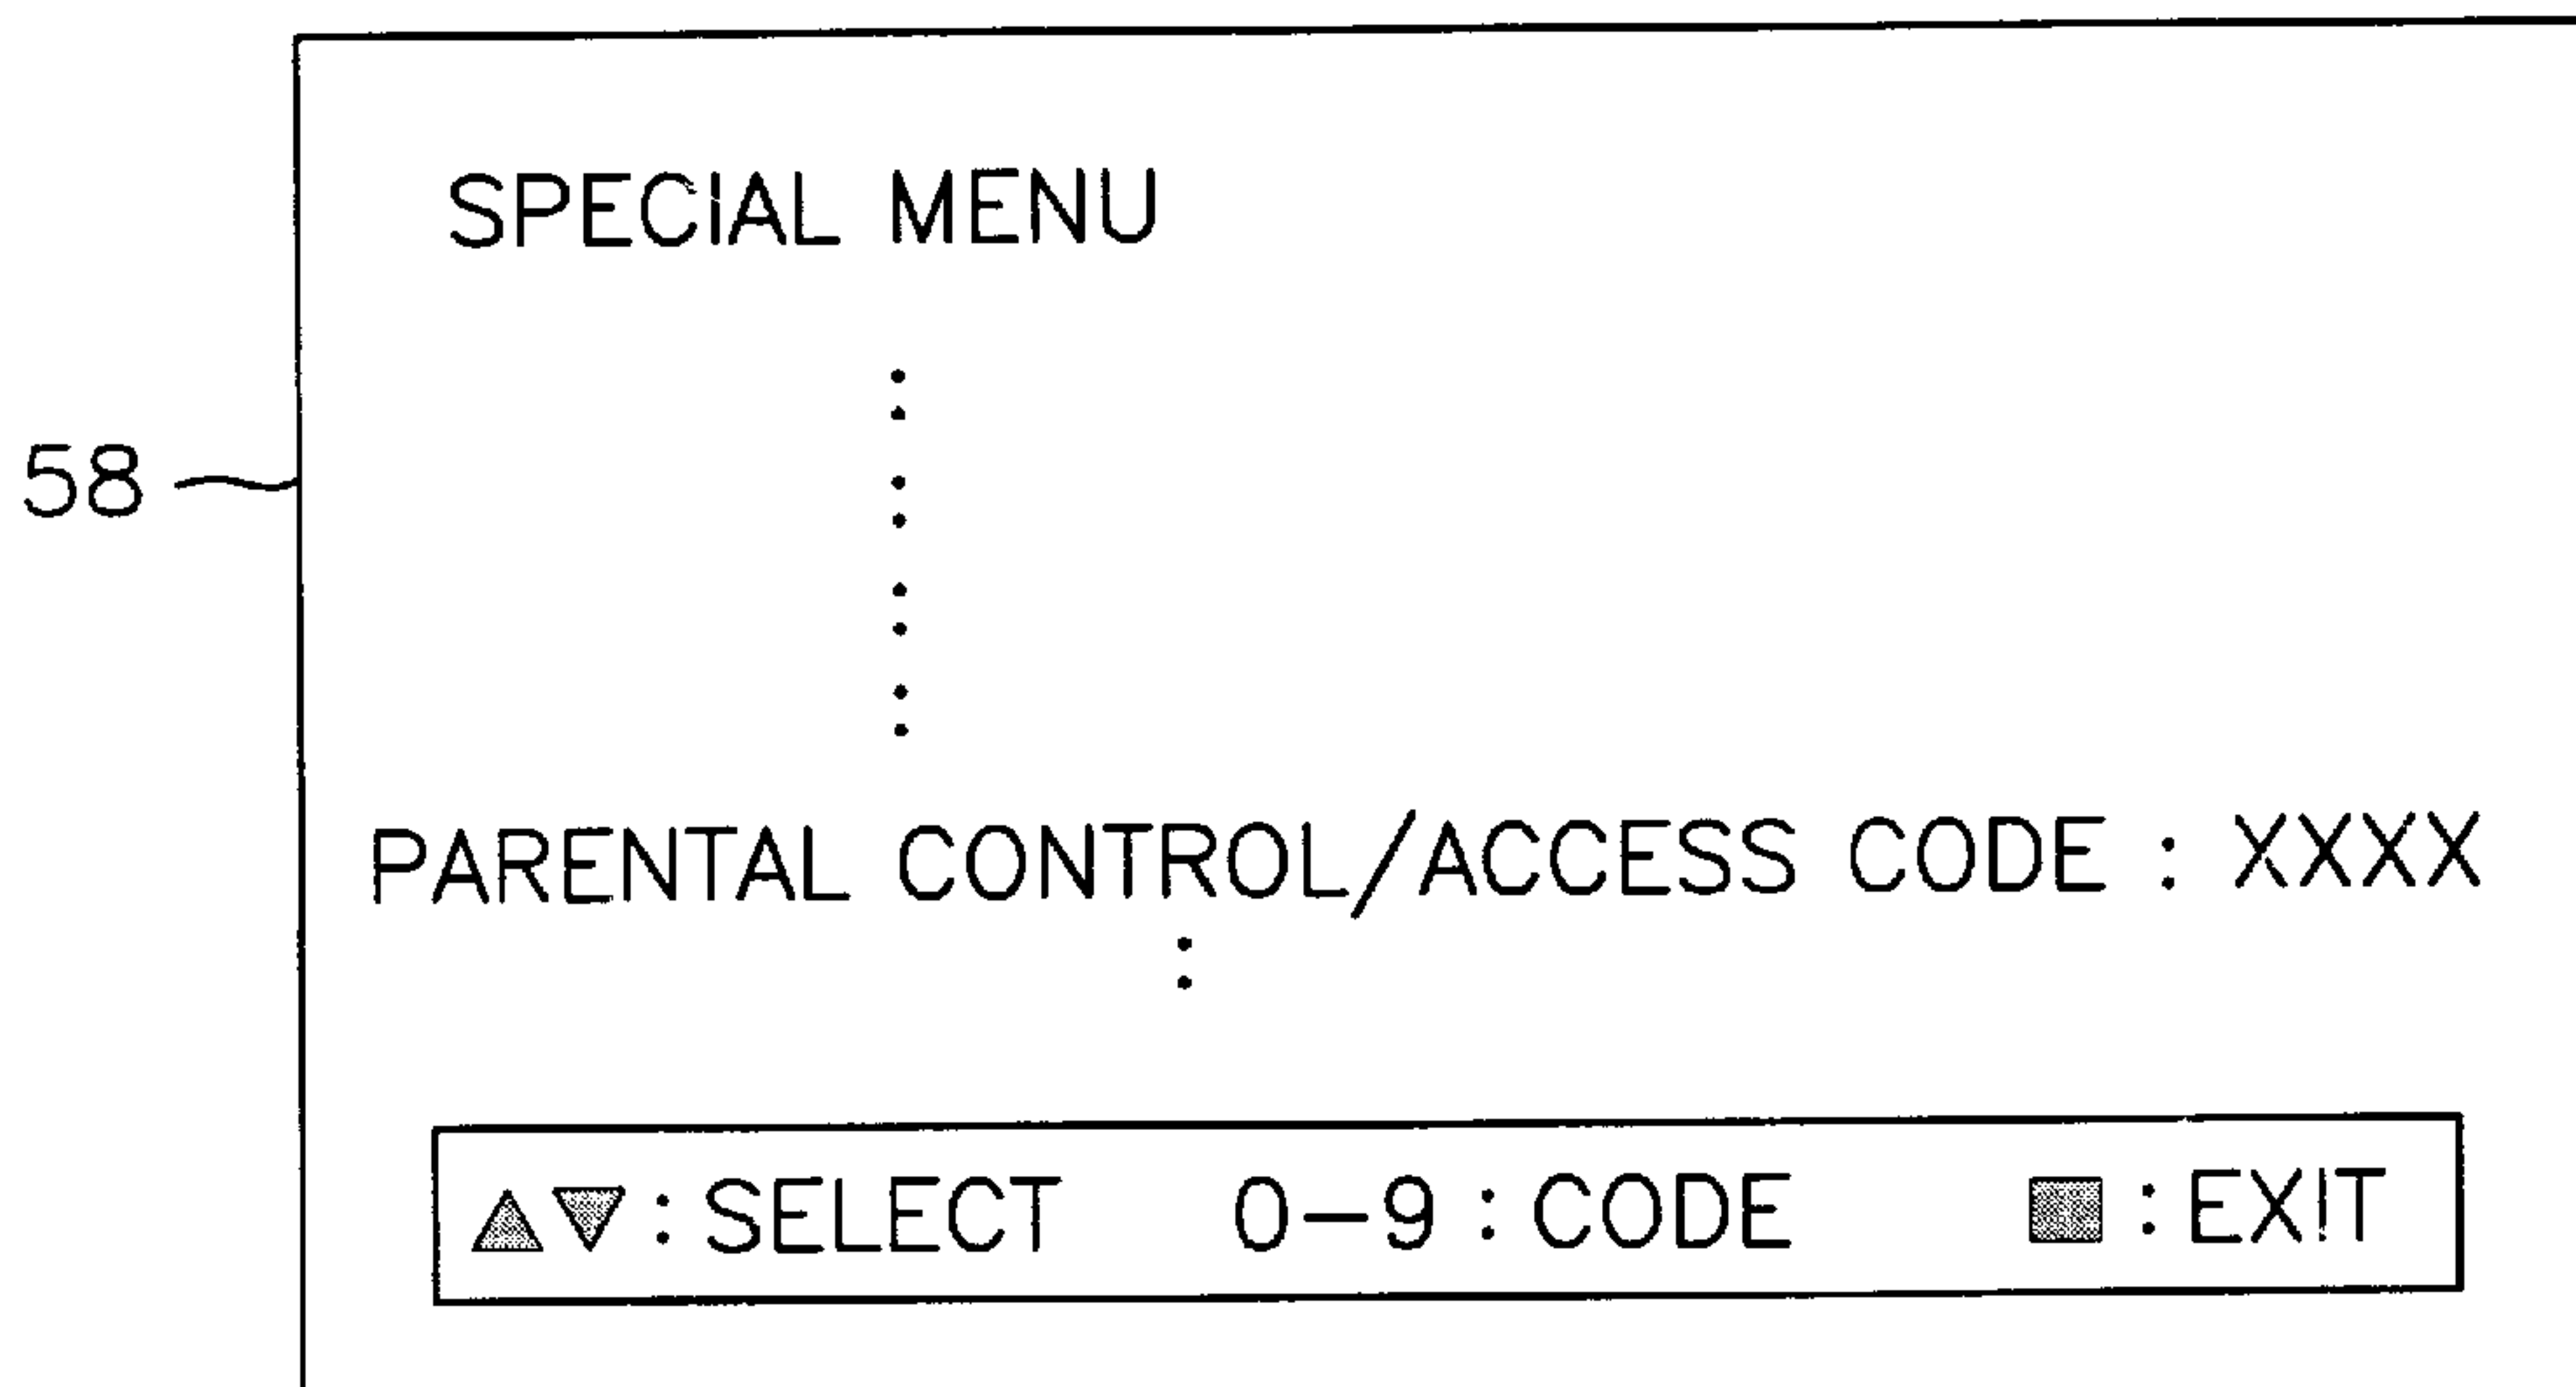 SPECIAL MENU
:
:
58
:
:
PARENTAL CONTROL/ACCESS CODE : XXXX
:
▲▼: SELECT 0-9 : CODE ■ : EXIT